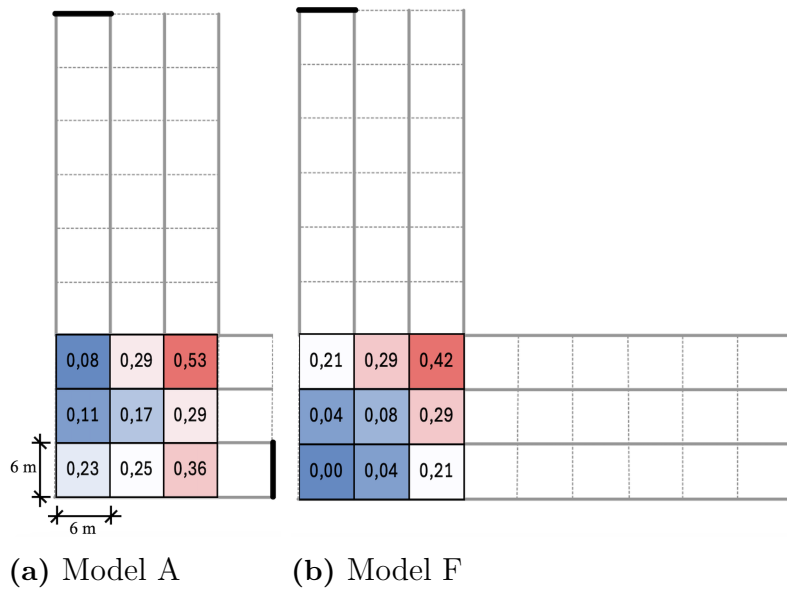 0,08 0,29 0,53
0,11 0,17 0,29
0,23 0,25 0,36
6 m
6 m
(a) Model A
0,21 0,29 0,42
0,04 0,08 0,29
0,00 0,04 0,21
(b) Model F